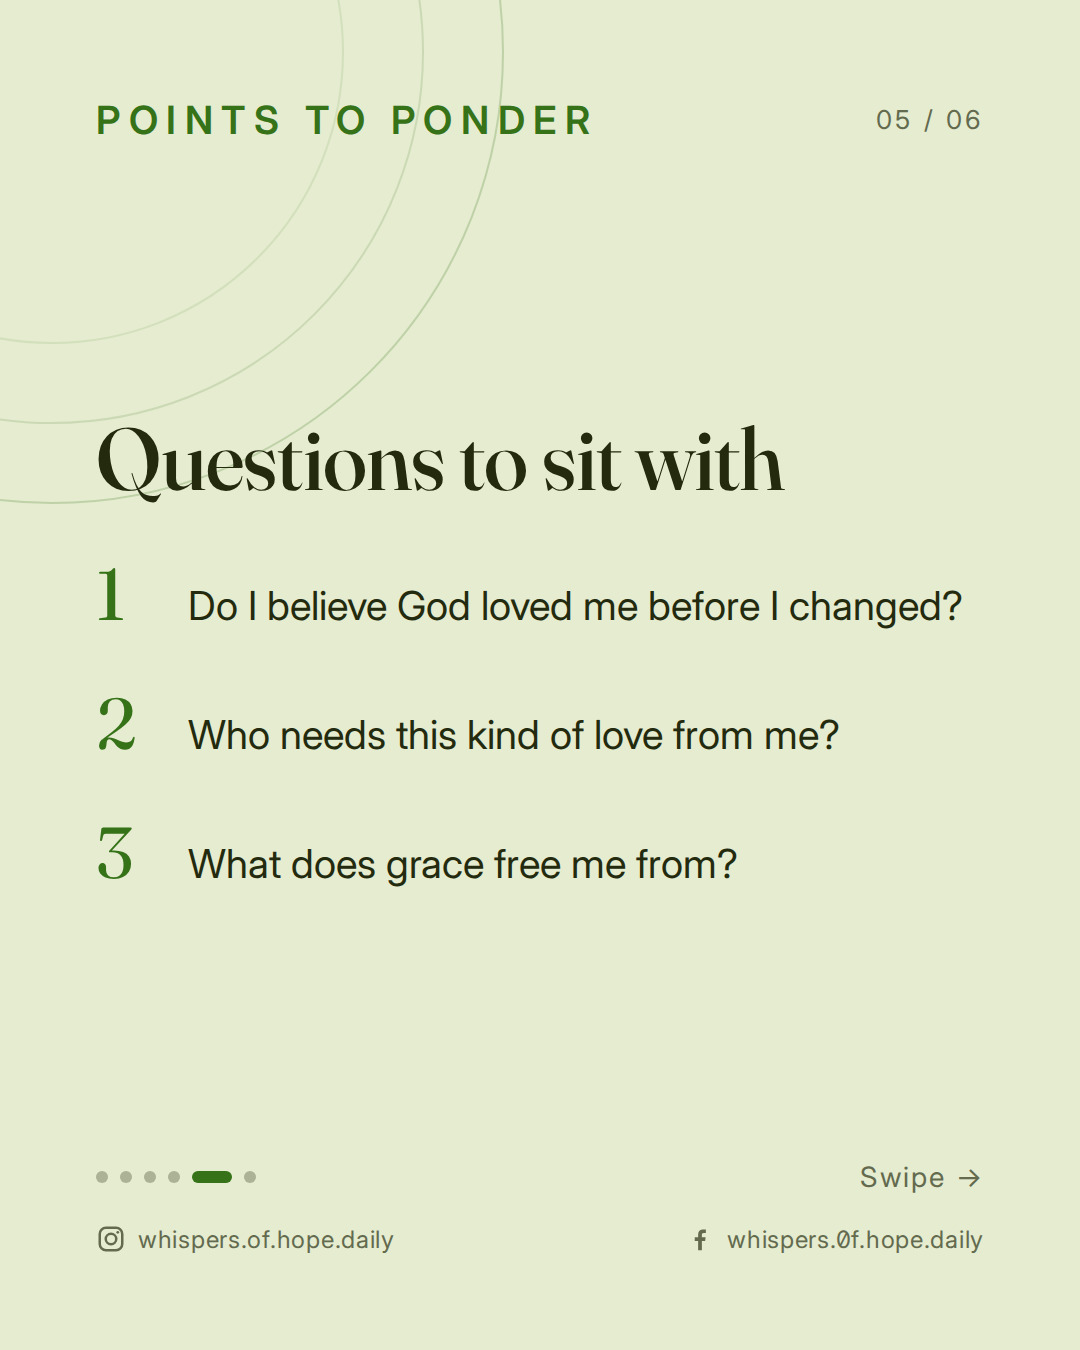 POINTS TO PONDER
05 / 06
Questions to sit with
1 Do I believe God loved me before I changed?
2 Who needs this kind of love from me?
3 What does grace free me from?
Swipe →
whispers.of.hope.daily
whispers.0f.hope.daily